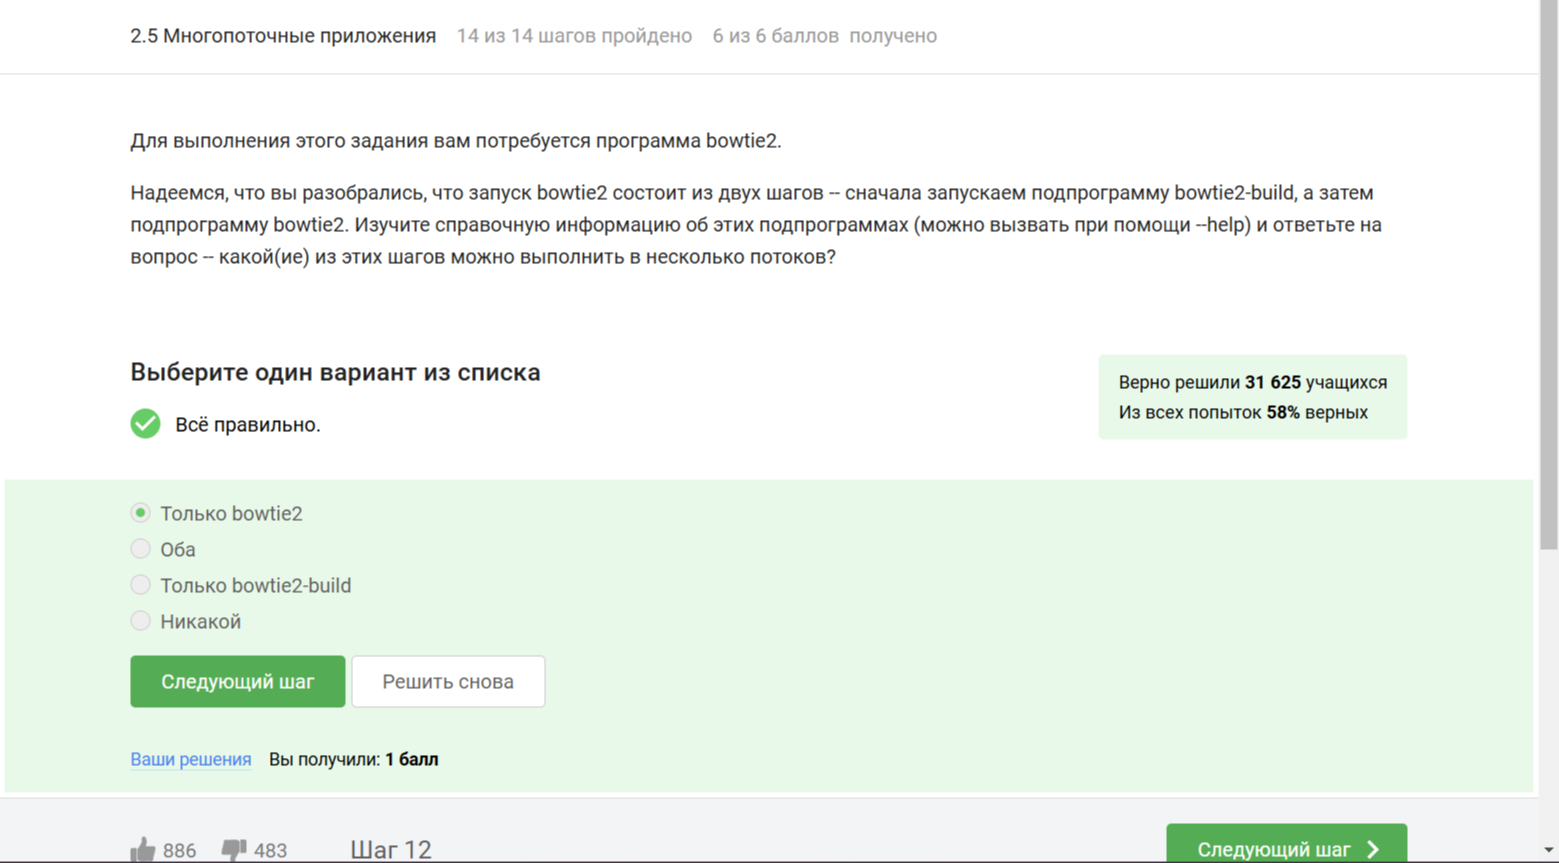 2.5 Многопоточные приложения 14 из 14 шагов пройдено 6 из 6 баллов получено
Для выполнения этого задания вам потребуется программа bowtie2.
Надеемся, что вы разобрались, что запуск bowtie2 состоит из двух шагов -- сначала запускаем подпрограмму bowtie2-build, а затем
подпрограмму bowtie2. Изучите справочную информацию об этих подпрограммах (можно вызвать при помощи --help) и ответьте на
вопрос -- какой(ие) из этих шагов можно выполнить в несколько потоков?
Выберите один вариант из списка
Всё правильно.
Верно решили 31 625 учащихся
Из всех попыток 58% верных
Только bowtie2
Оба
Только bowtie2-build
Никакой
Следующий шаг Решить снова
Ваши решения Вы получили: 1 балл
886 483 Шаг 12 Следующий шаг